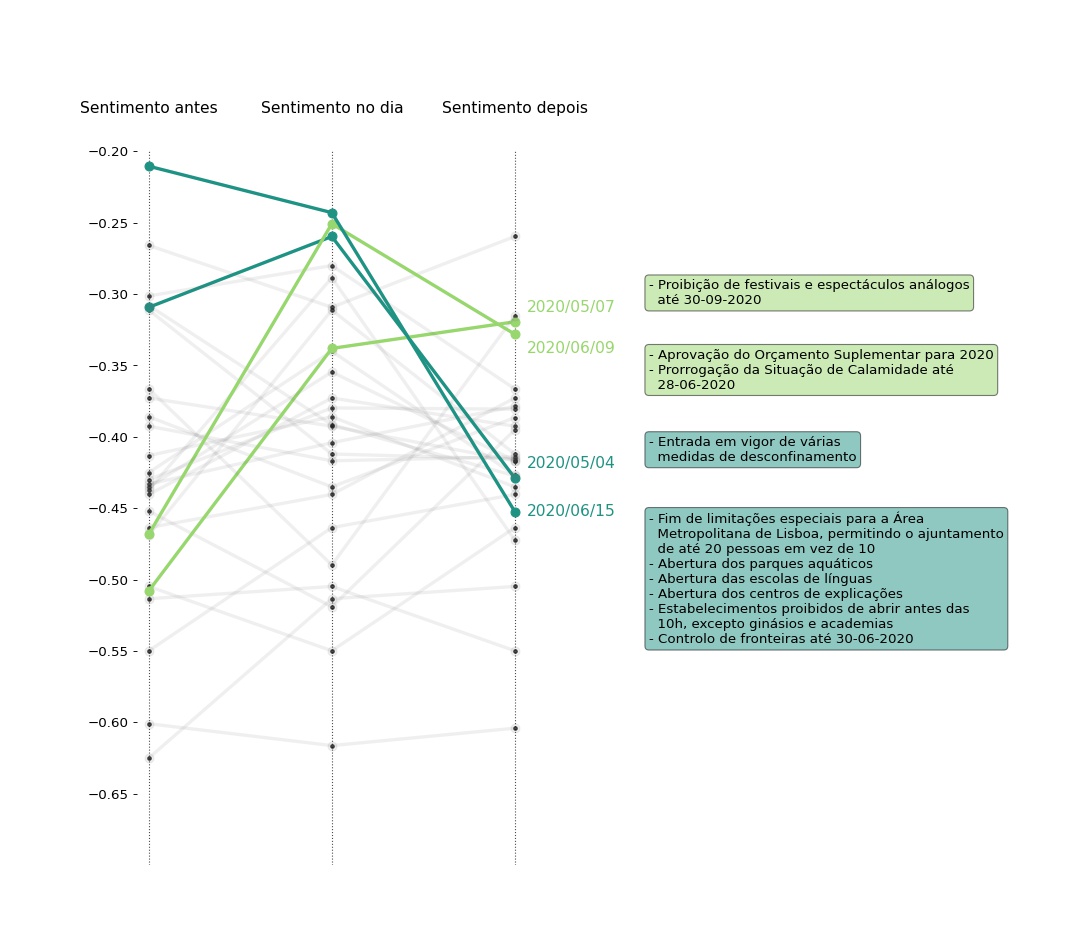 Sentimento antes
Sentimento no dia
Sentimento depois
−0.20
−0.25
−0.30
−0.35
−0.40
−0.45
−0.50
−0.55
−0.60
−0.65
2020/05/07
2020/06/09
2020/05/04
2020/06/15
- Proibição de festivais e espectáculos análogos
até 30-09-2020
- Aprovação do Orçamento Suplementar para 2020
- Prorrogação da Situação de Calamidade até
28-06-2020
- Entrada em vigor de várias
medidas de desconfinamento
- Fim de limitações especiais para a Área
Metropolitana de Lisboa, permitindo o ajuntamento
de até 20 pessoas em vez de 10
- Abertura dos parques aquáticos
- Abertura das escolas de línguas
- Abertura dos centros de explicações
- Estabelecimentos proibidos de abrir antes das
10h, excepto ginásios e academias
- Controlo de fronteiras até 30-06-2020